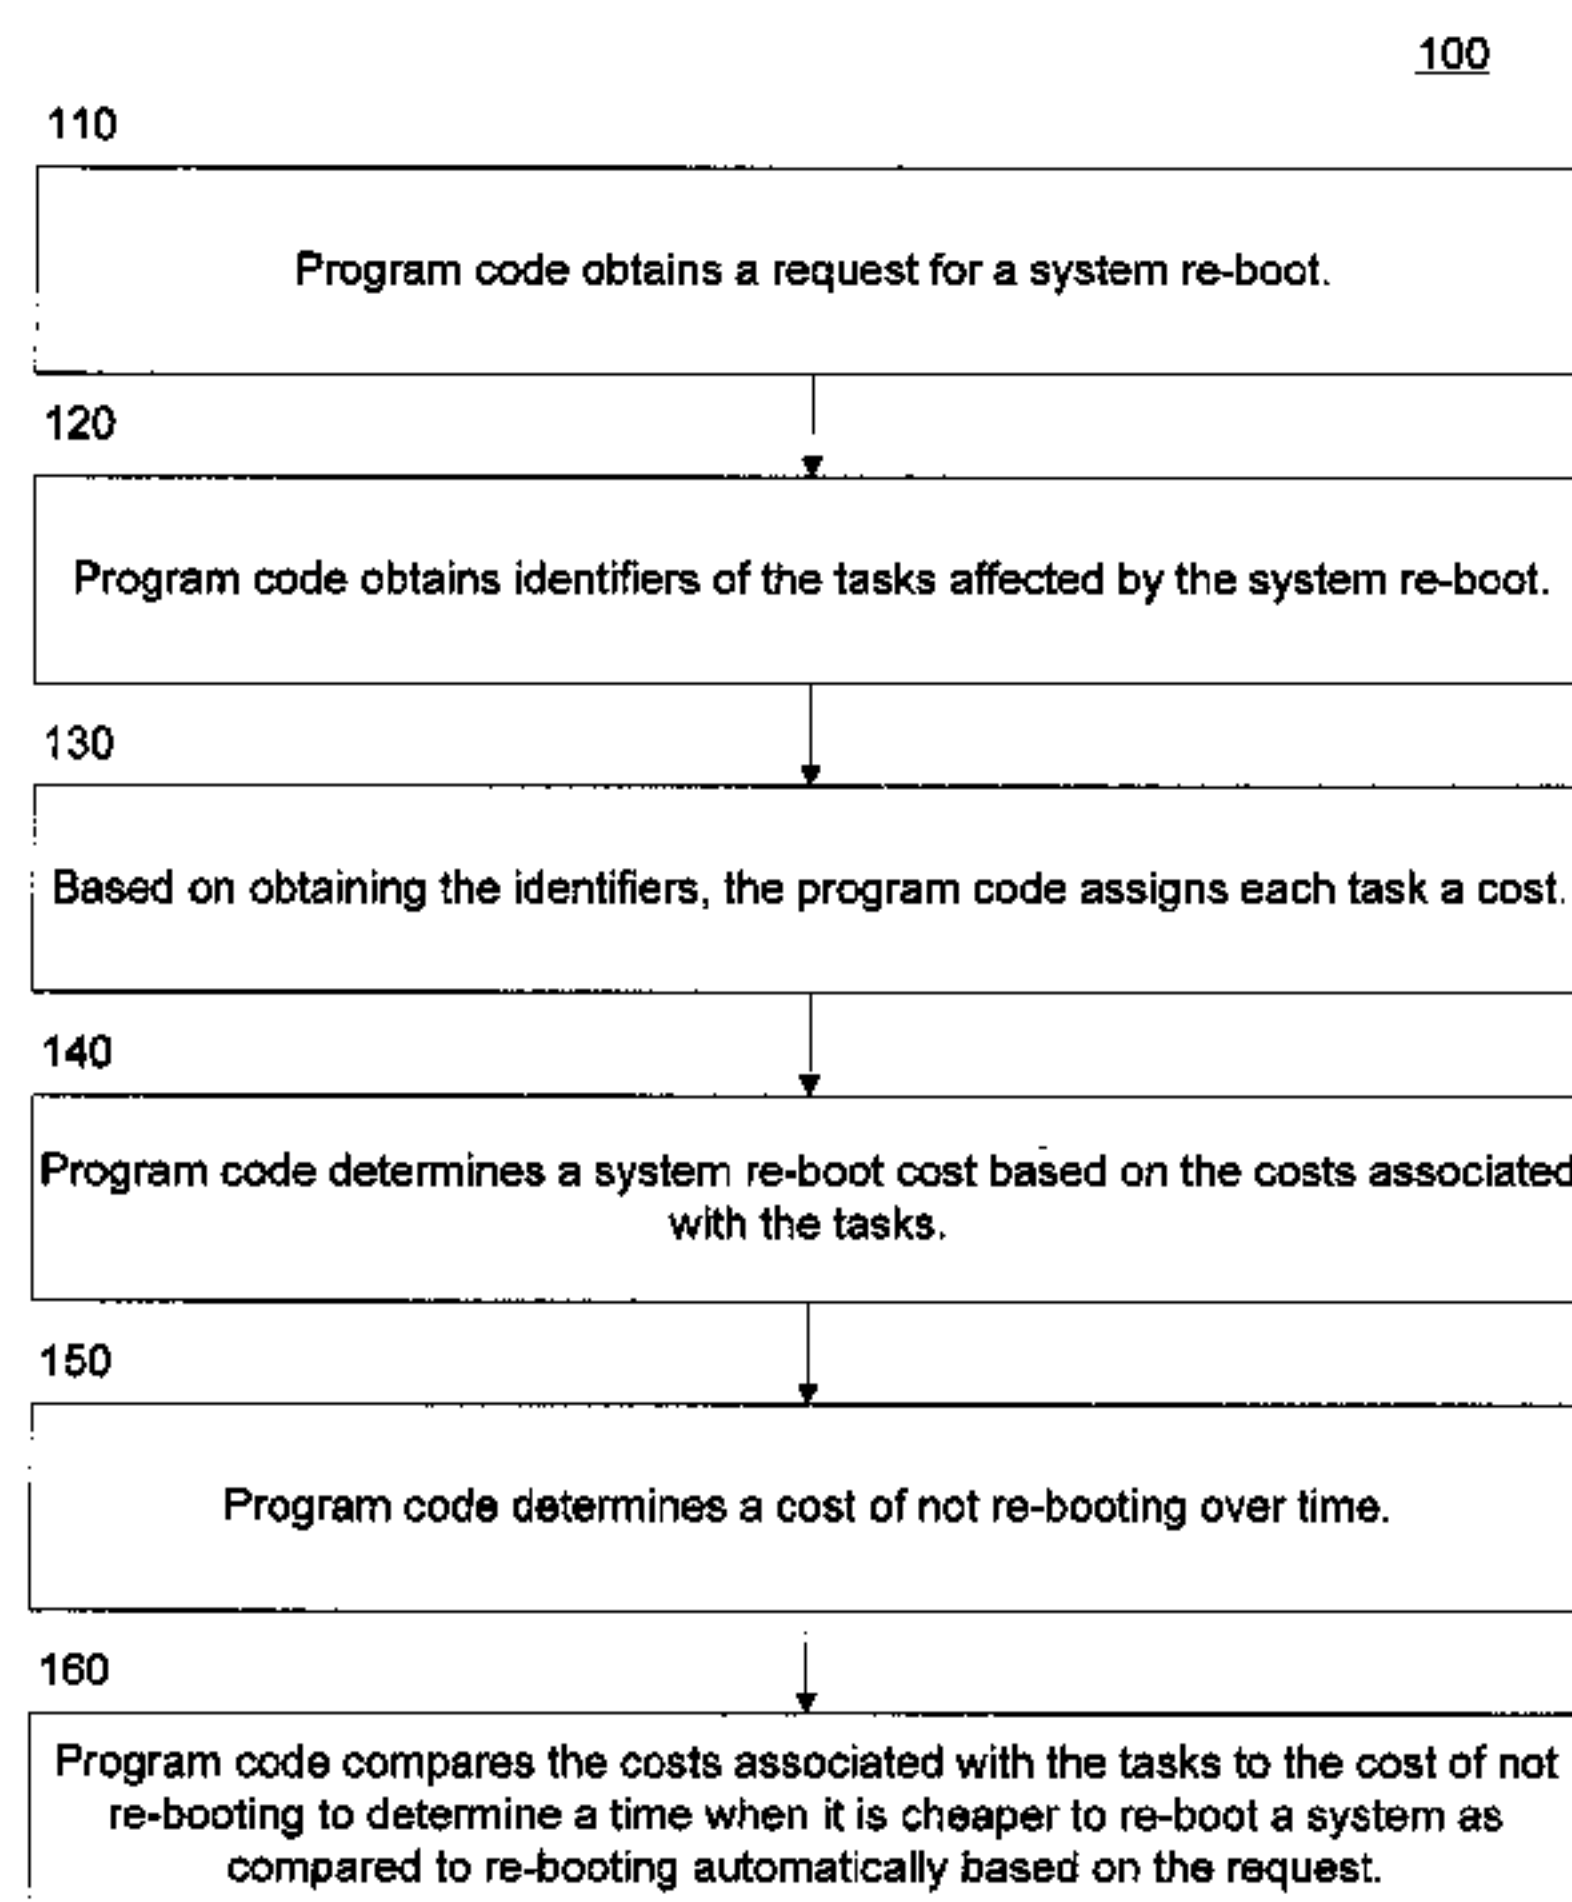 100
110
Program code obtains a request for a system re-boot.
120
Program code obtains identifiers of the tasks affected by the system re-boot.
130
Based on obtaining the identifiers, the program code assigns each task a cost.
140
Program code determines a system re-boot cost based on the costs associated
with the tasks.
150
Program code determines a cost of not re-booting over time.
160
Program code compares the costs associated with the tasks to the cost of not
re-booting to determine a time when it is cheaper to re-boot a system as
compared to re-booting automatically based on the request.